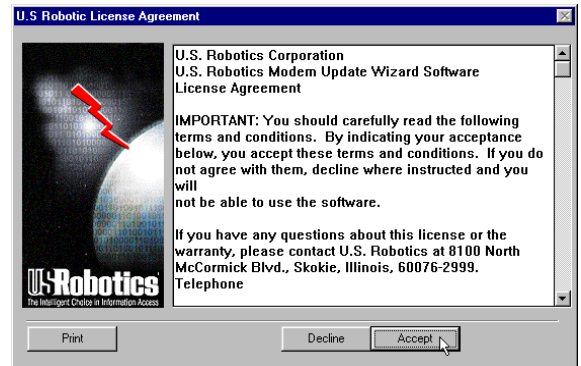 U.S Robotic License Agreement
U.S. Robotics Corporation
U.S. Robotics Modem Update Wizard Software
License Agreement
IMPORTANT: You should carefully read the following
terms and conditions. By indicating your acceptance
below, you accept these terms and conditions. If you do
not agree with them, decline where instructed and you
will
not be able to use the software.
If you have any questions about this license or the
warranty, please contact U.S. Robotics at 8100 North
McCormick Blvd., Skokie, Illinois, 60076-2999.
Telephone
USRobotics
The Intelligent Choice in Information Access
Print
Decline
Accept